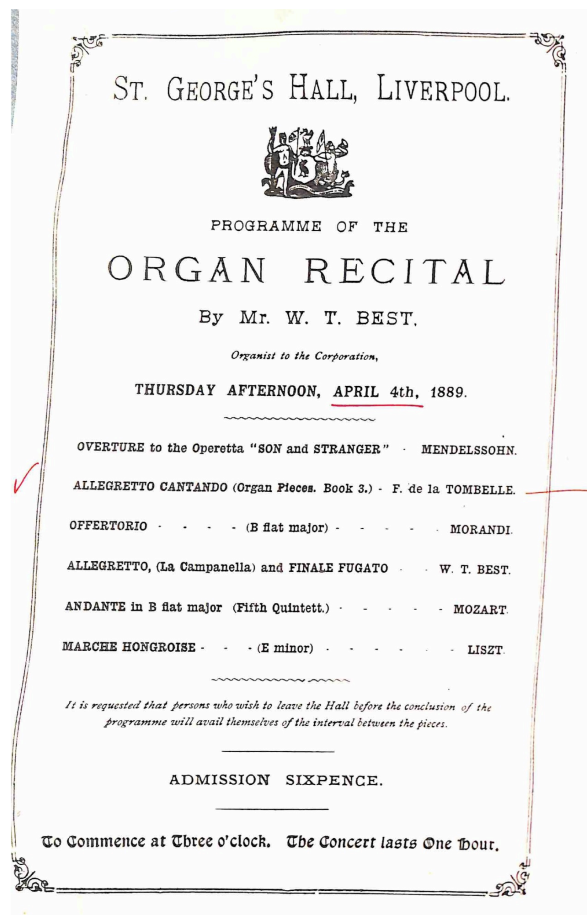 ST. GEORGE'S HALL, LIVERPOOL.
PROGRAMME OF THE
ORGAN RECITAL
By Mr. W. T. BEST,
Organist to the Corporation,
THURSDAY AFTERNOON, APRIL 4th, 1889.
OVERTURE to the Operetta "SON and STRANGER" - MENDELSSOHN.
ALLEGRETTO CANTANDO (Organ Pieces. Book 3.) - F. de la TOMBELLE.
OFFERTORIO - - - - (B flat major) - - - - - MORANDI.
ALLEGRETTO, (La Campanella) and FINALE FUGATO - - W. T. BEST.
ANDANTE in B flat major (Fifth Quintett.) - - - - - MOZART.
MARCHE HONGROISE - - - (E minor) - - - - - - LISZT.
It is requested that persons who wish to leave the Hall before the conclusion of the
programme will avail themselves of the interval between the pieces.
ADMISSION SIXPENCE.
To Commence at Three o'clock. The Concert lasts One Hour.